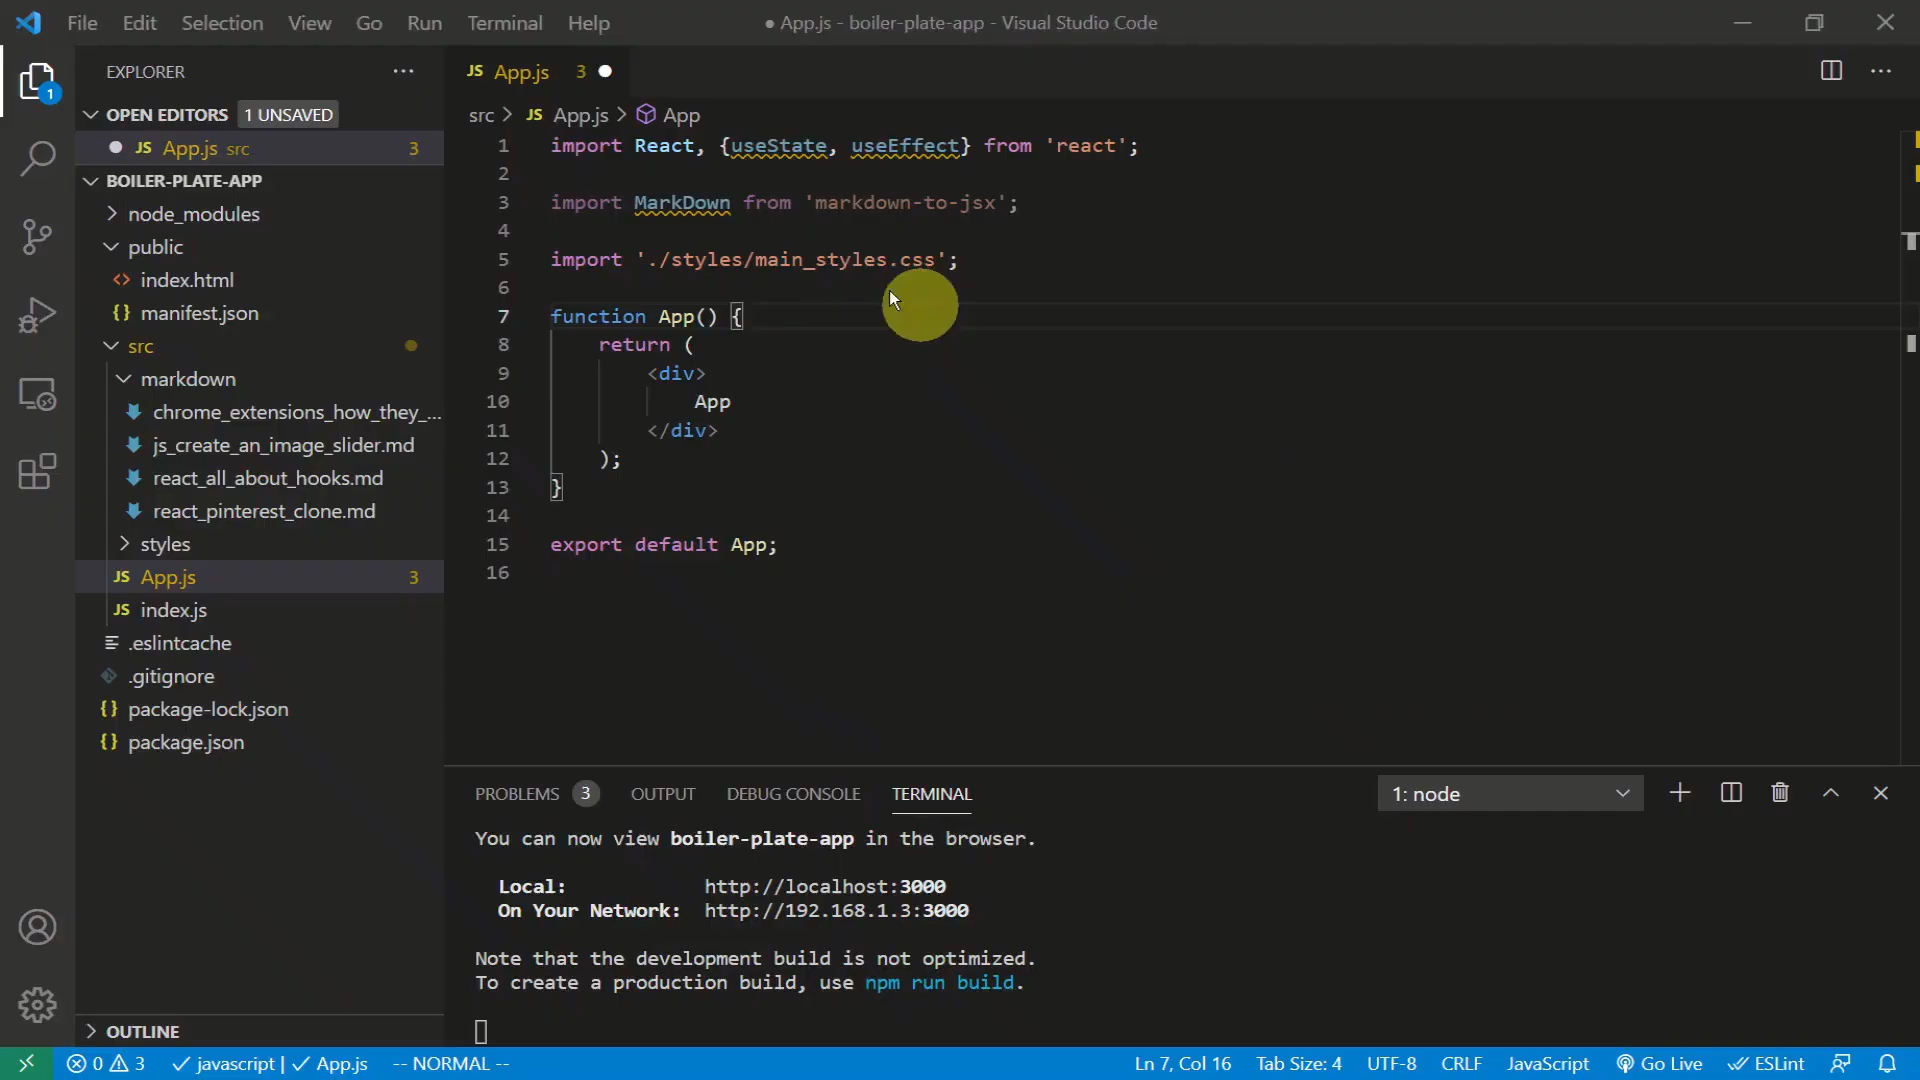 File Edit Selection View Go Run Terminal Help ● App.js - boiler-plate-app - Visual Studio Code
EXPLORER ···
OPEN EDITORS 1 UNSAVED
● JS App.js src 3
BOILER-PLATE-APP
node_modules
public
<> index.html
{} manifest.json
src
markdown
chrome_extensions_how_they_...
js_create_an_image_slider.md
react_all_about_hooks.md
react_pinterest_clone.md
styles
JS App.js 3
JS index.js
.eslintcache
.gitignore
{} package-lock.json
{} package.json
OUTLINE
1
JS App.js 3 ●
src > JS App.js > App
1 import React, {useState, useEffect} from 'react';
2
3 import MarkDown from 'markdown-to-jsx';
4
5 import './styles/main_styles.css';
6
7 function App() {
8 return (
9 <div>
10 App
11 </div>
12 );
13 }
14
15 export default App;
16
PROBLEMS 3 OUTPUT DEBUG CONSOLE TERMINAL 1: node
You can now view boiler-plate-app in the browser.
Local: http://localhost:3000
On Your Network: http://192.168.1.3:3000
Note that the development build is not optimized.
To create a production build, use npm run build.
0 3 javascript | App.js -- NORMAL -- Ln 7, Col 16 Tab Size: 4 UTF-8 CRLF JavaScript Go Live ESLint